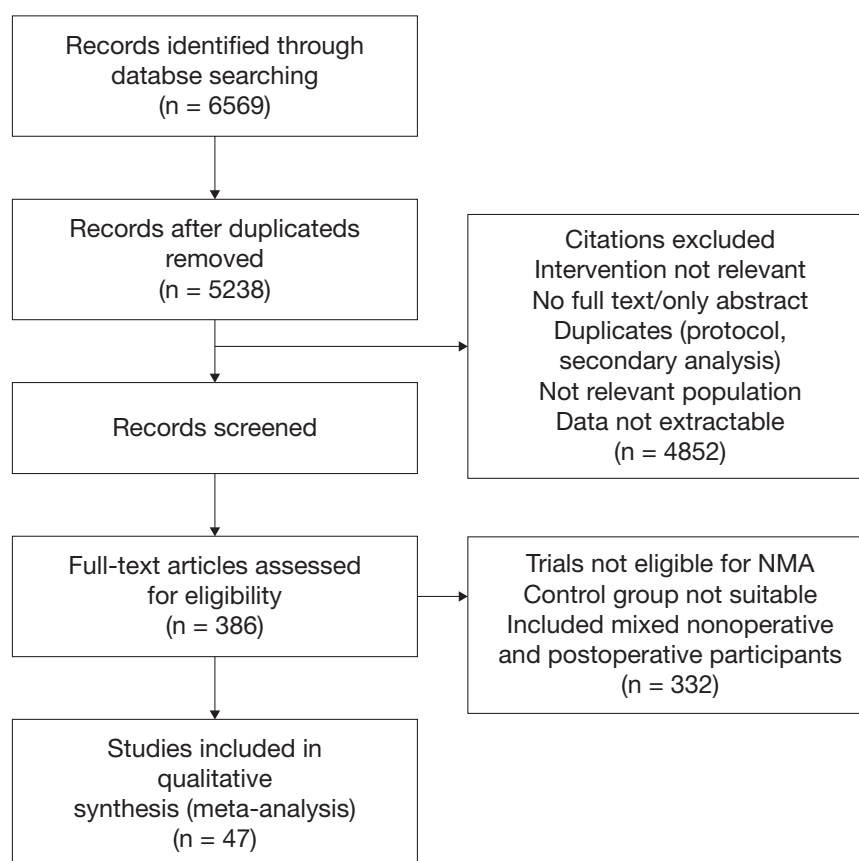 Records identified through
databse searching
(n = 6569)
Records after duplicateds
removed
(n = 5238)
Citations excluded
Intervention not relevant
No full text/only abstract
Duplicates (protocol,
secondary analysis)
Not relevant population
Data not extractable
(n = 4852)
Records screened
Full-text articles assessed
for eligibility
(n = 386)
Trials not eligible for NMA
Control group not suitable
Included mixed nonoperative
and postoperative participants
(n = 332)
Studies included in
qualitative
synthesis (meta-analysis)
(n = 47)